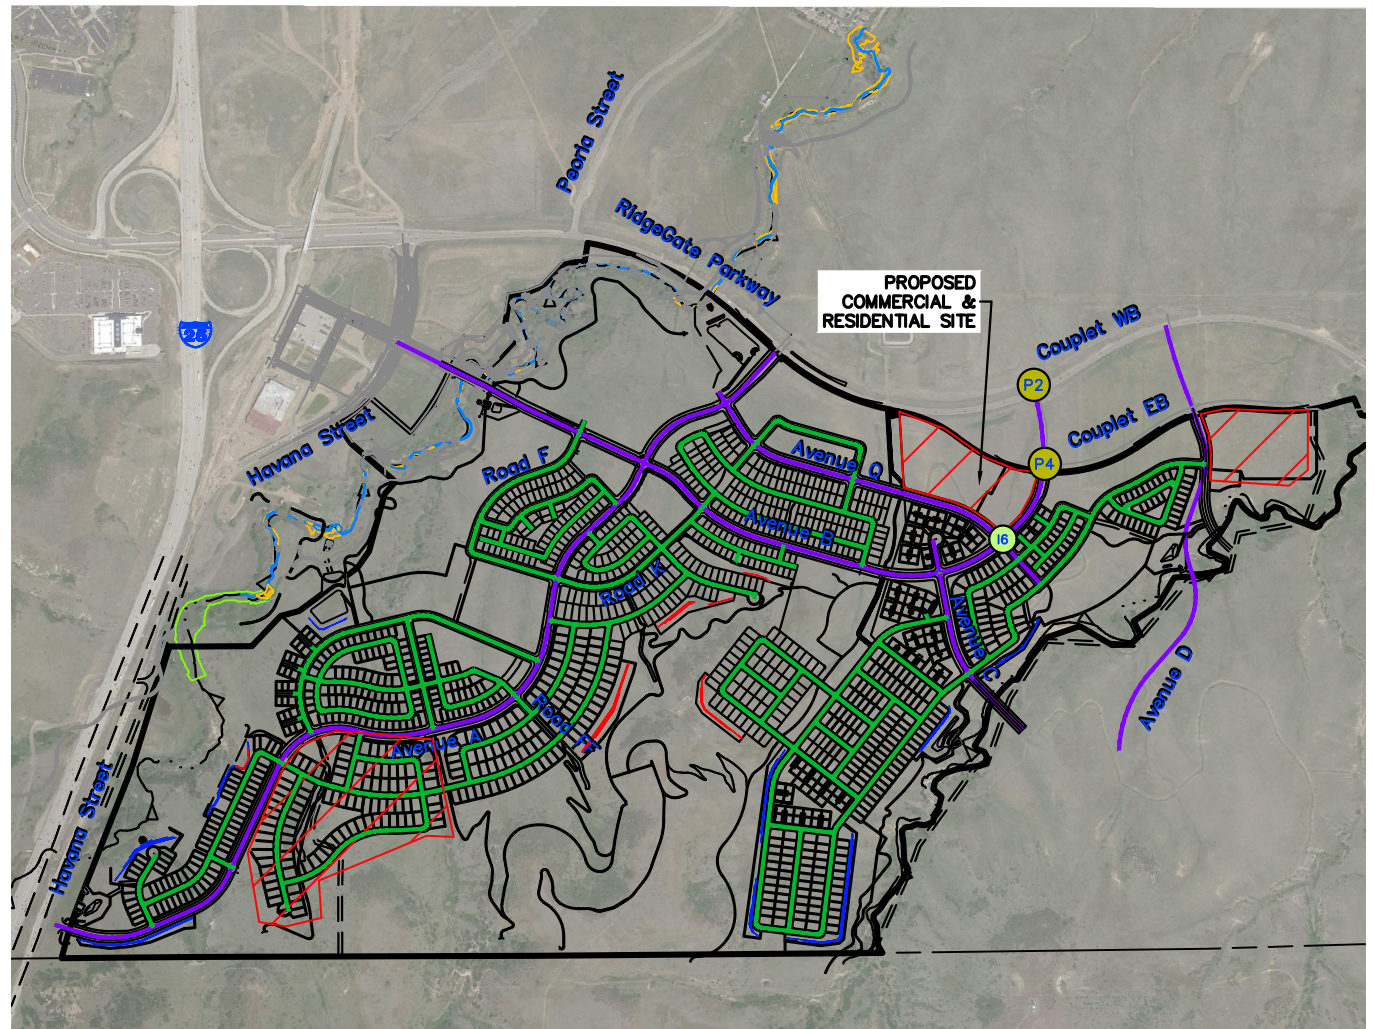 Peoria Street
RidgeGate Parkway
PROPOSED
COMMERCIAL &
RESIDENTIAL SITE
Couplet WB
P2
Couplet EB
P4
Havana Street
Road F
Avenue Q
Avenue B
I6
Road K
Avenue C
Avenue D
Road FF
Avenue A
Havana Street